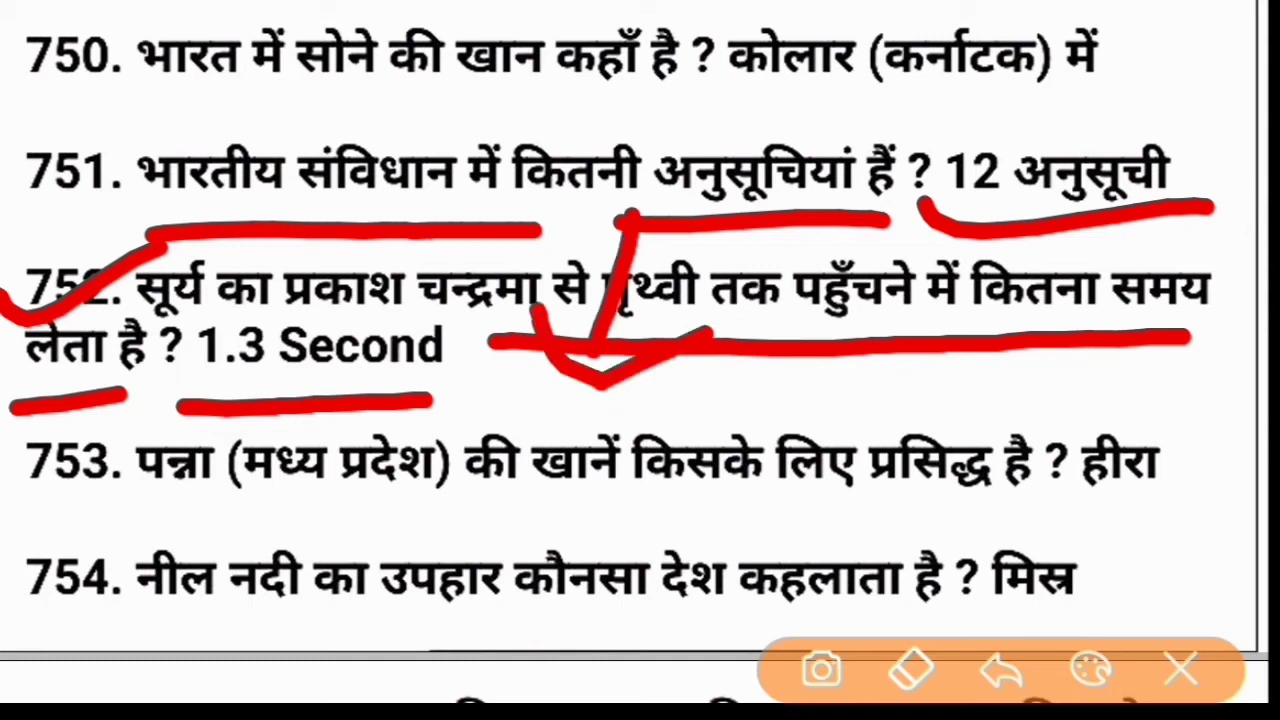 750. भारत में सोने की खान कहाँ है ? कोलार (कर्नाटक) में
751. भारतीय संविधान में कितनी अनुसूचियां हैं ? 12 अनुसूची
752. सूर्य का प्रकाश चन्द्रमा से पृथ्वी तक पहुँचने में कितना समय
लेता है ? 1.3 Second
753. पन्ना (मध्य प्रदेश) की खानें किसके लिए प्रसिद्ध है ? हीरा
754. नील नदी का उपहार कौनसा देश कहलाता है ? मिस्र